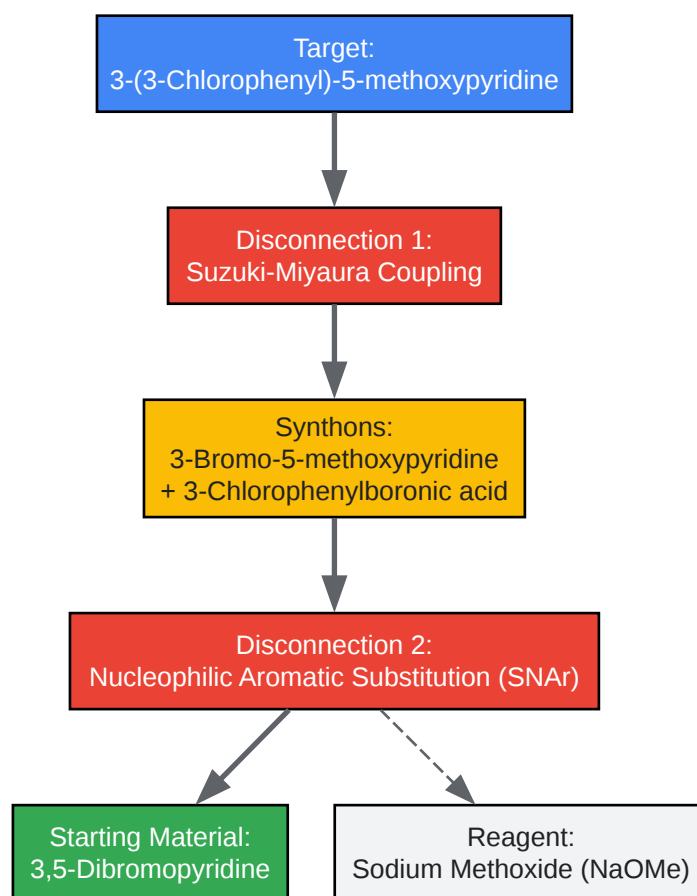 Target:
3-(3-Chlorophenyl)-5-methoxypyridine
Disconnection 1:
Suzuki-Miyaura Coupling
Synthons:
3-Bromo-5-methoxypyridine
+ 3-Chlorophenylboronic acid
Disconnection 2:
Nucleophilic Aromatic Substitution (SNAr)
Starting Material:
3,5-Dibromopyridine
Reagent:
Sodium Methoxide (NaOMe)